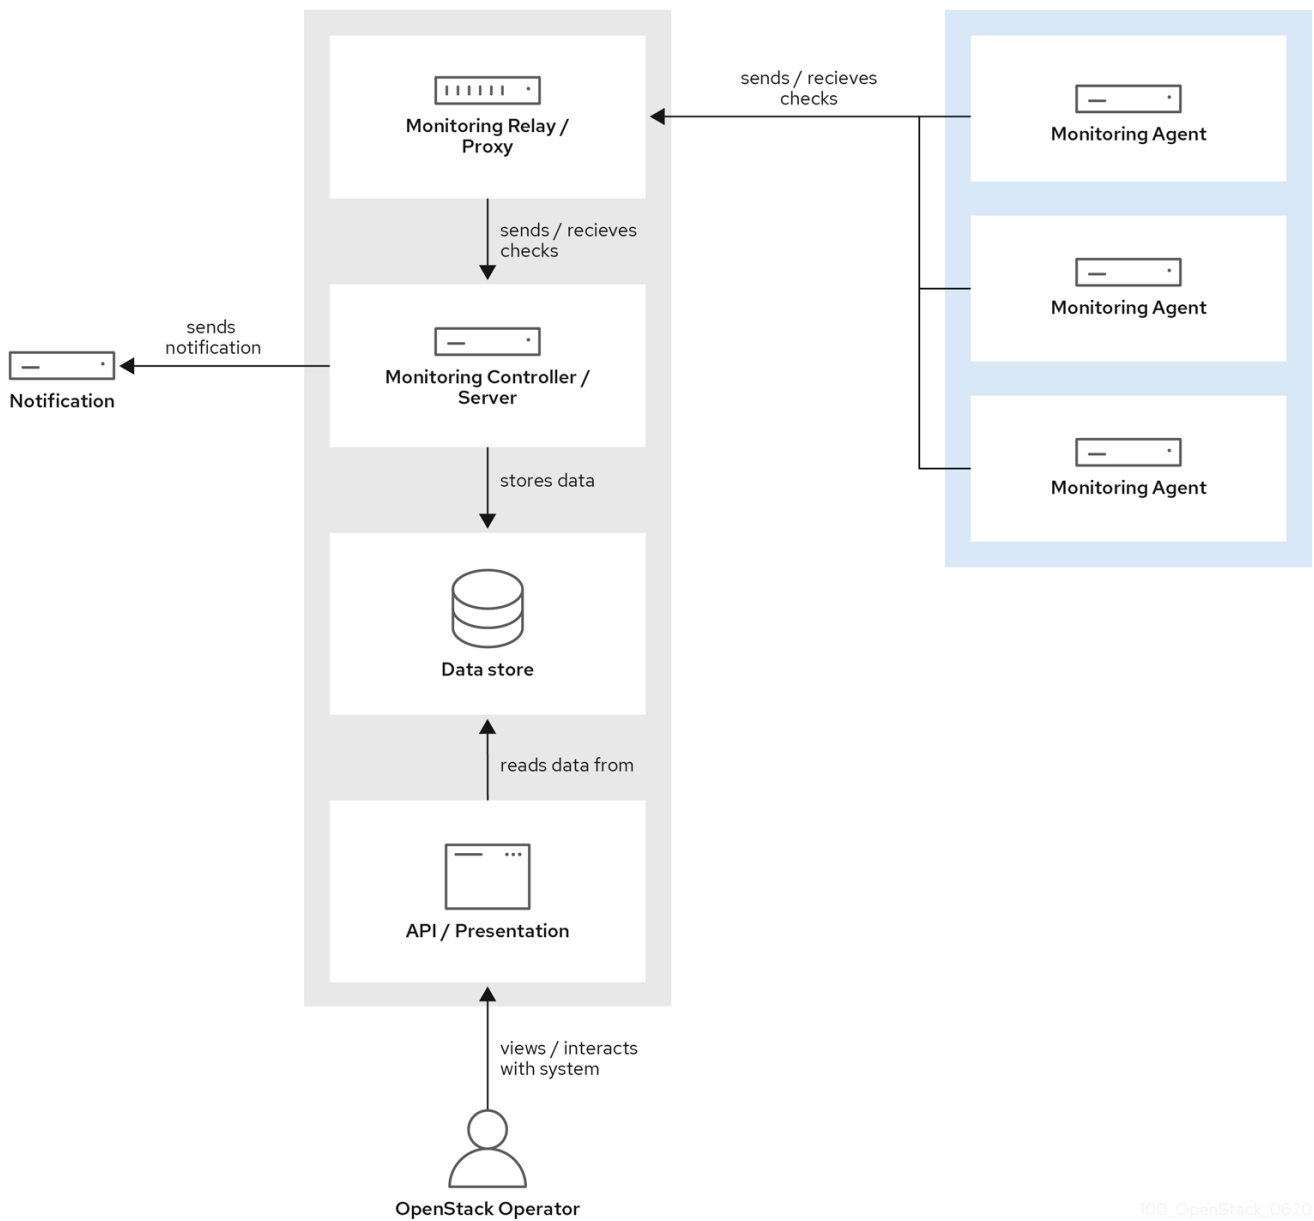 Monitoring Relay /
Proxy
sends / recieves
checks
Monitoring Agent
sends / recieves
checks
Monitoring Agent
sends
notification
Notification
Monitoring Controller /
Server
Monitoring Agent
stores data
Data store
reads data from
API / Presentation
views / interacts
with system
OpenStack Operator
100_OpenStack_0620